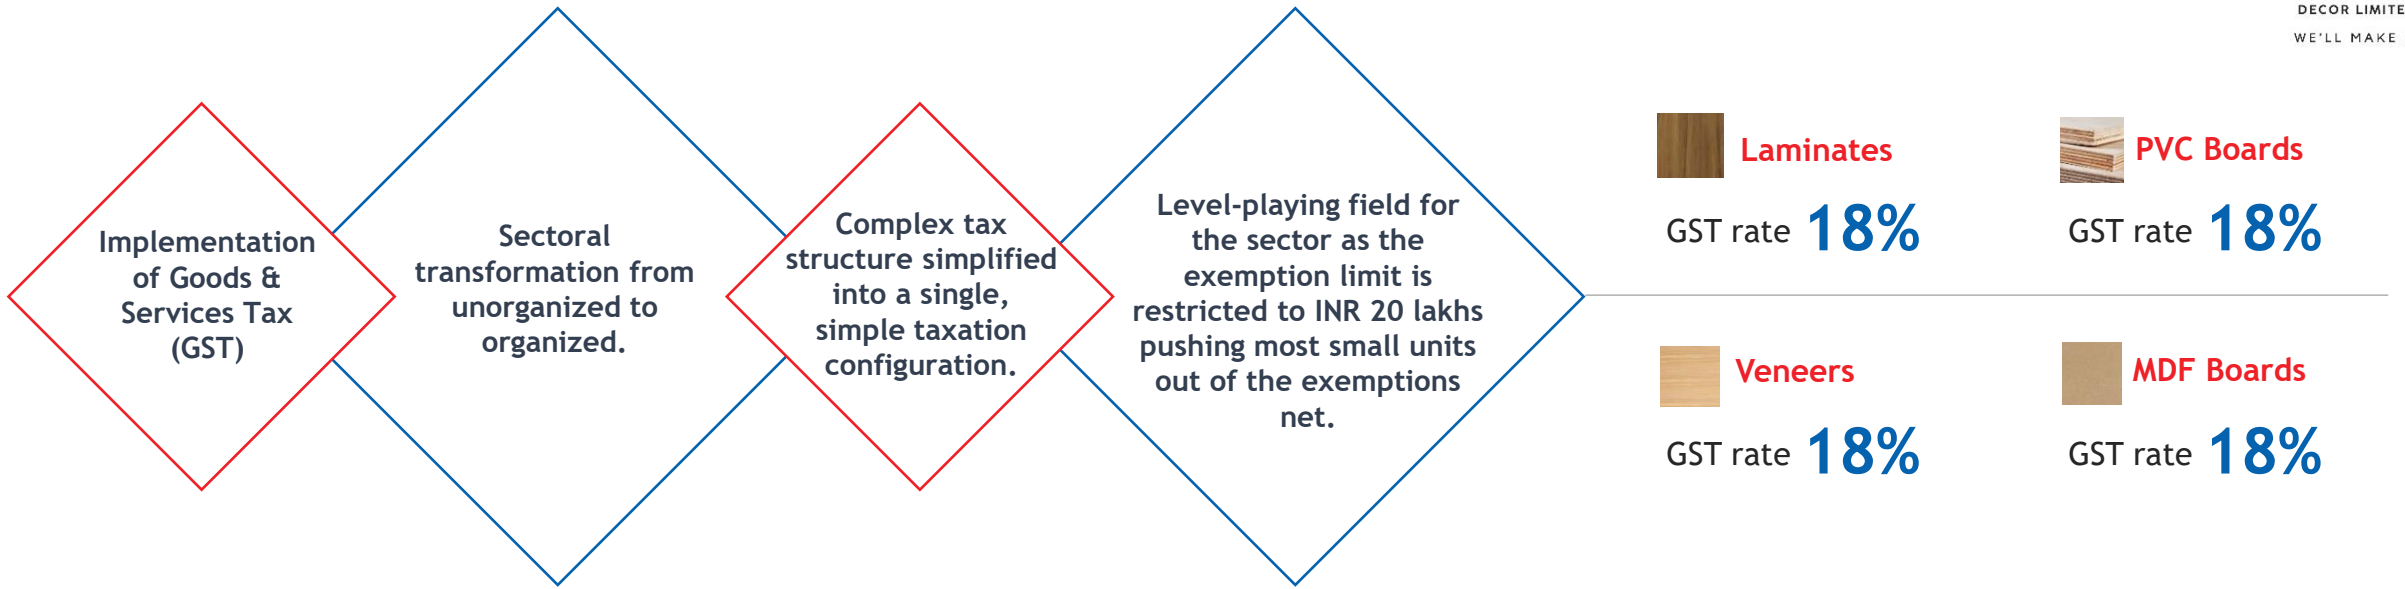 DECOR LIMITE
WE'LL MAKE
Implementation
of Goods &
Services Tax
(GST)
Sectoral
transformation from
unorganized to
organized.
Complex tax
structure simplified
into a single,
simple taxation
configuration.
Level-playing field for
the sector as the
exemption limit is
restricted to INR 20 lakhs
pushing most small units
out of the exemptions
net.
Laminates
GST rate 18%
PVC Boards
GST rate 18%
Veneers
GST rate 18%
MDF Boards
GST rate 18%